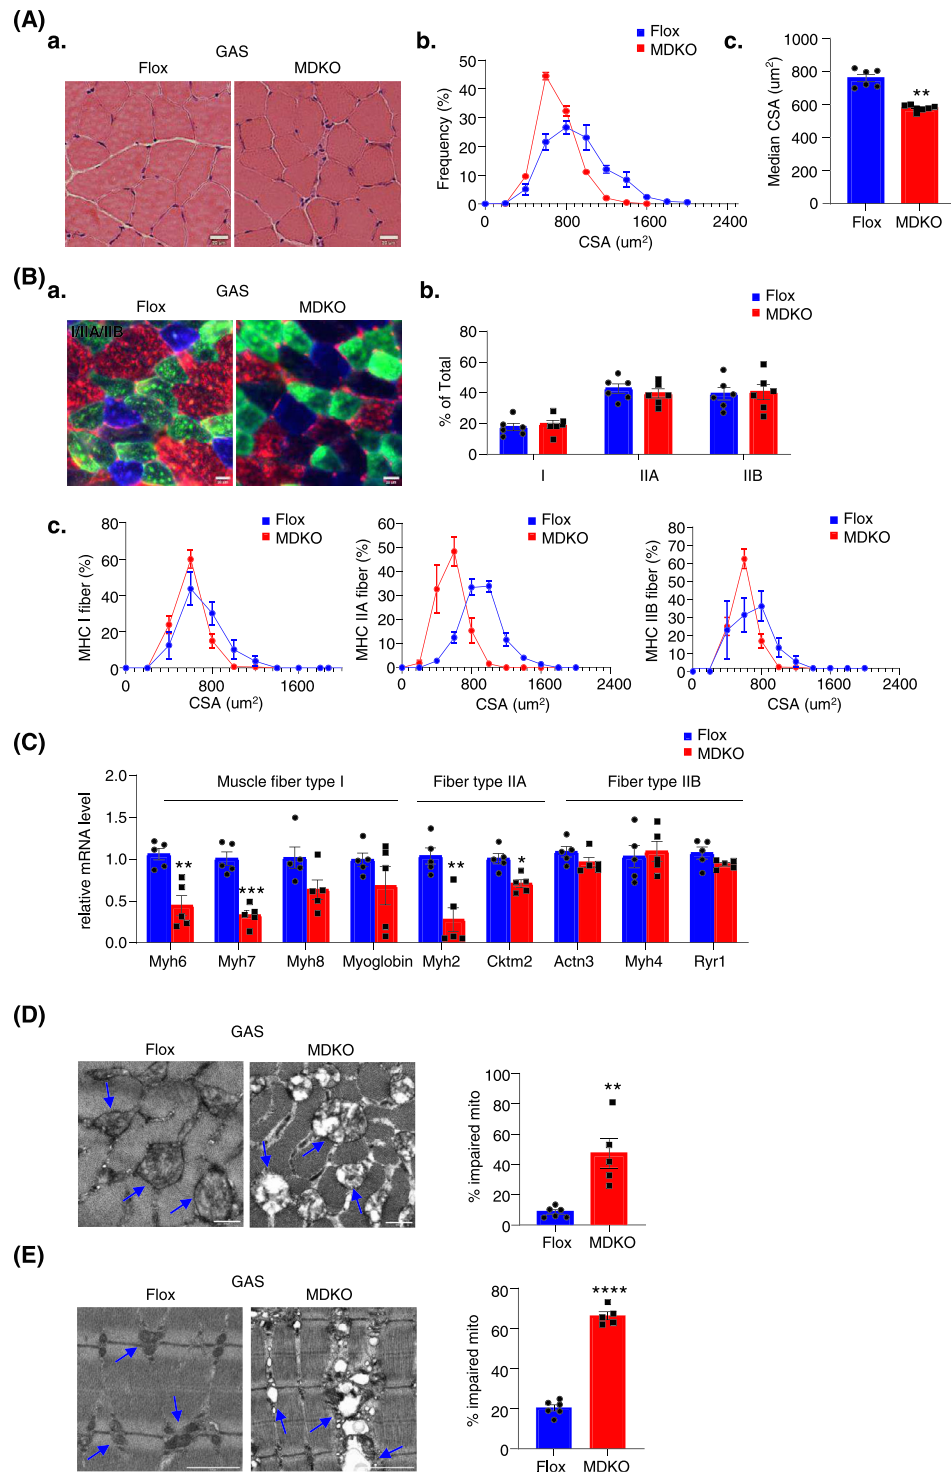 (A)
a.
GAS
Flox
MDKO
b.
Flox
MDKO
Frequency (%)
50
40
30
20
10
0
0
800
1600
2400
CSA (um²)
c.
Median CSA (um²)
1000
800
600
400
200
0
**
Flox
MDKO
(B)
a.
GAS
Flox
MDKO
I/IIA/IIB
b.
Flox
MDKO
% of Total
80
60
40
20
0
I
IIA
IIB
c.
Flox
MDKO
MHC I fiber (%)
80
60
40
20
0
0
800
1600
CSA (um²)
Flox
MDKO
MHC IIA fiber (%)
60
50
40
30
20
10
0
0
800
1600
2400
CSA (um²)
Flox
MDKO
MHC IIB fiber (%)
80
70
60
50
40
30
20
10
0
0
800
1600
2400
CSA (um²)
(C)
Flox
MDKO
relative mRNA level
2.0
1.5
1.0
0.5
0.0
Muscle fiber type I
Fiber type IIA
Fiber type IIB
**
***
**
*
Myh6
Myh7
Myh8
Myoglobin
Myh2
Cktm2
Actn3
Myh4
Ryr1
(D)
GAS
Flox
MDKO
% impaired mito
100
80
60
40
20
0
**
Flox
MDKO
(E)
GAS
Flox
MDKO
% impaired mito
80
60
40
20
0
****
Flox
MDKO